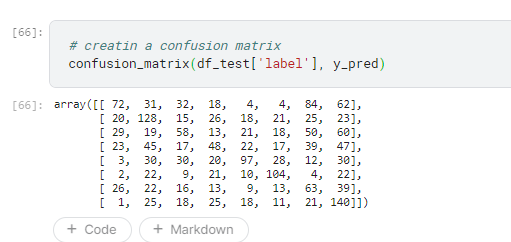 [66]:
# creatin a confusion matrix
confusion_matrix(df_test['label'], y_pred)
[66]: array([[ 72, 31, 32, 18, 4, 4, 84, 62],
[ 20, 128, 15, 26, 18, 21, 25, 23],
[ 29, 19, 58, 13, 21, 18, 50, 60],
[ 23, 45, 17, 48, 22, 17, 39, 47],
[ 3, 30, 30, 20, 97, 28, 12, 30],
[ 2, 22, 9, 21, 10, 104, 4, 22],
[ 26, 22, 16, 13, 9, 13, 63, 39],
[ 1, 25, 18, 25, 18, 11, 21, 140]])
+ Code + Markdown